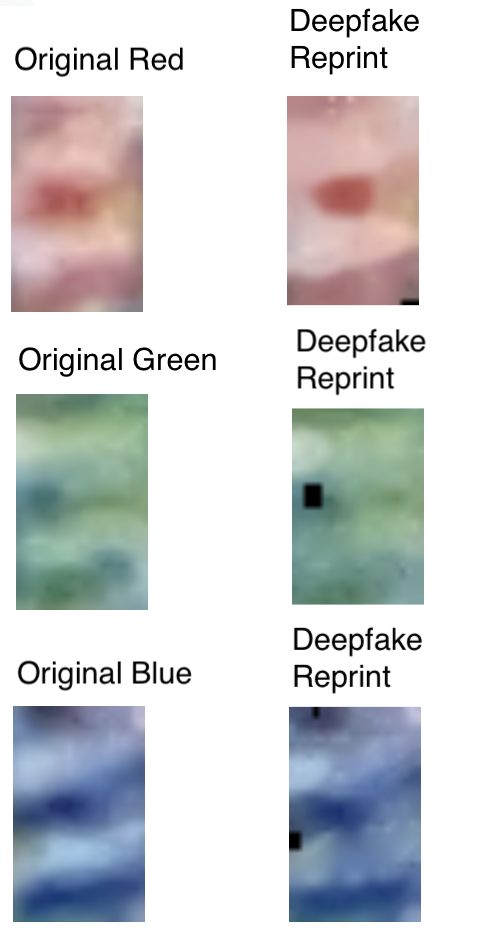 Original Red
Deepfake
Reprint
Original Green
Deepfake
Reprint
Original Blue
Deepfake
Reprint